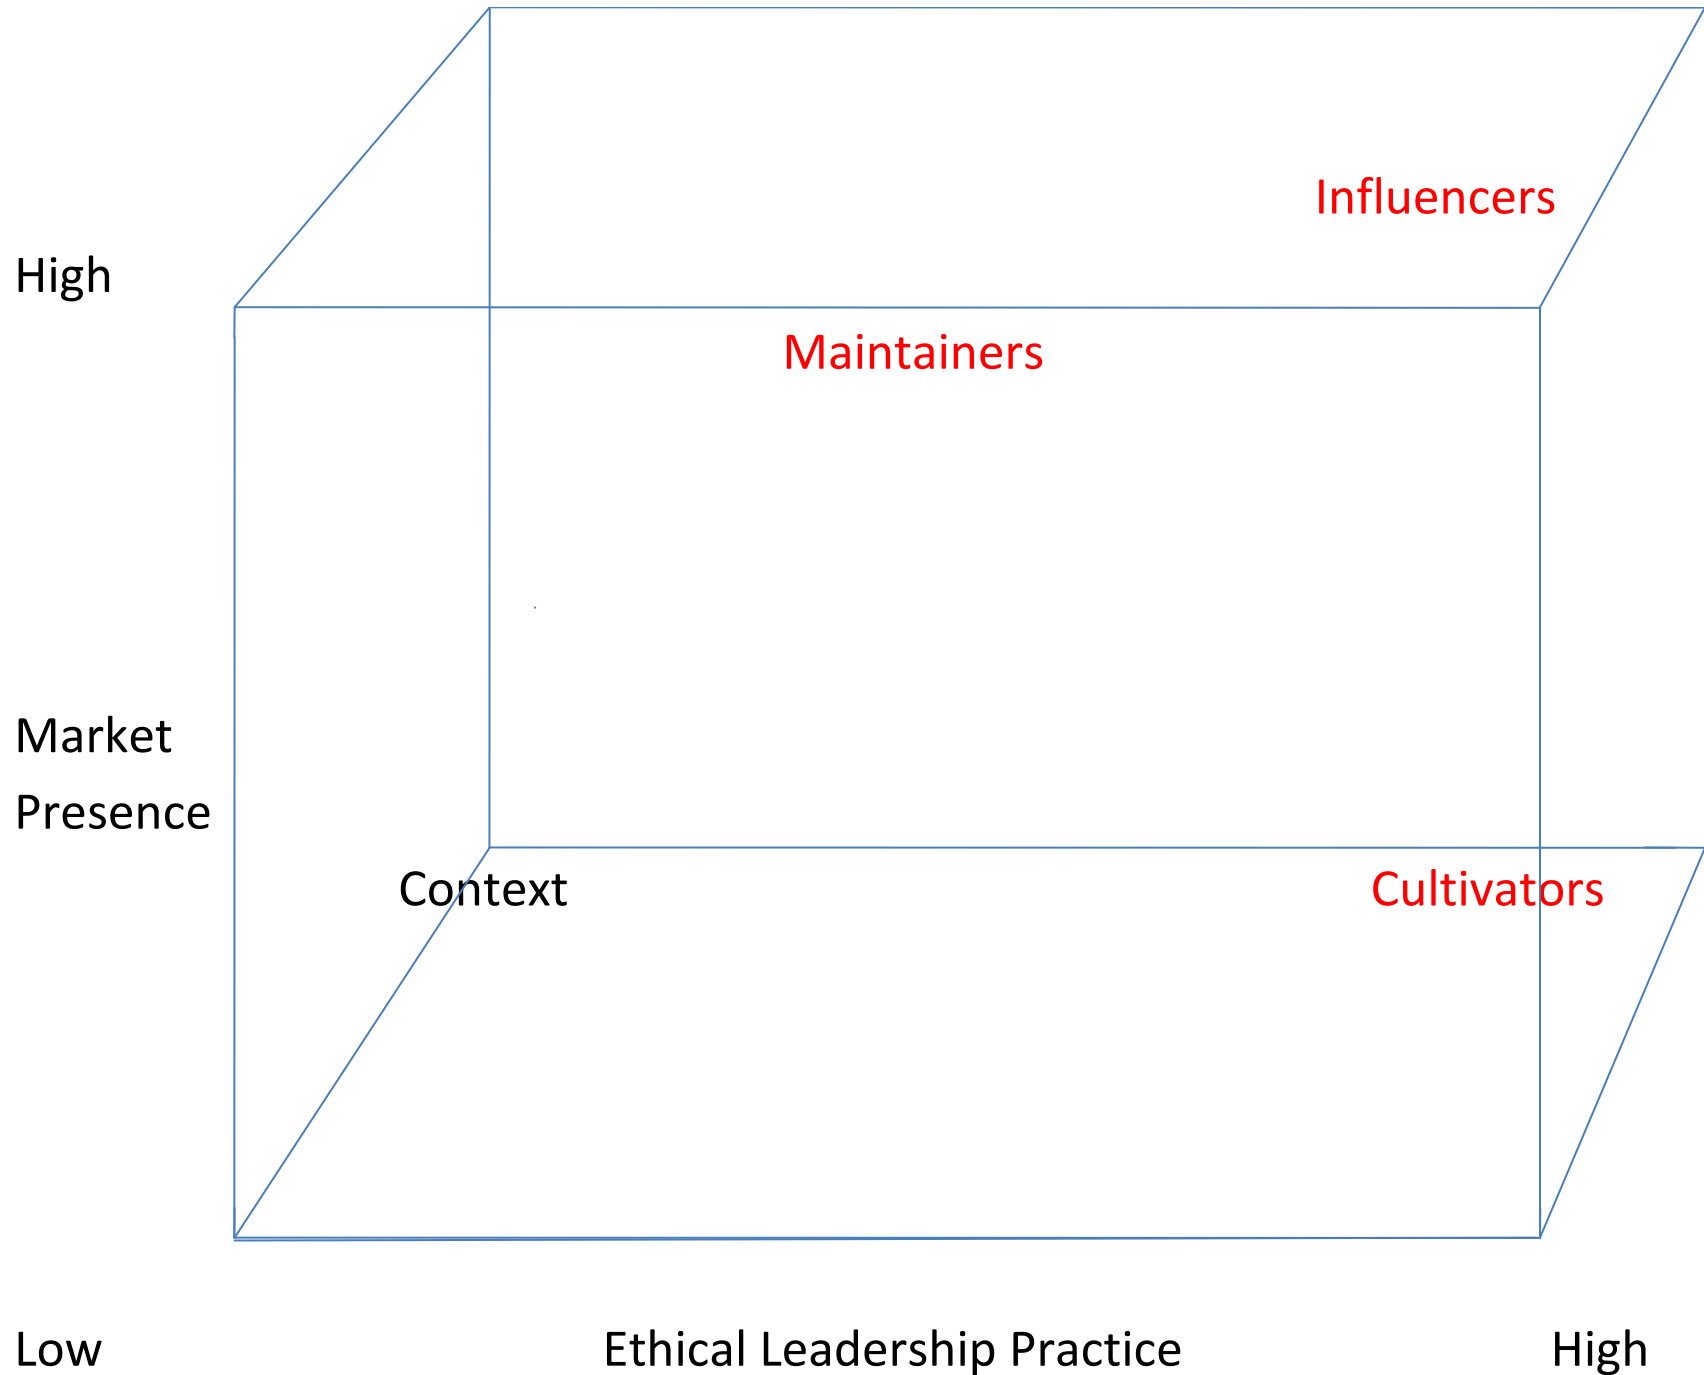 Influencers
High
Maintainers
Market
Presence
Context
Cultivators
Low Ethical Leadership Practice High